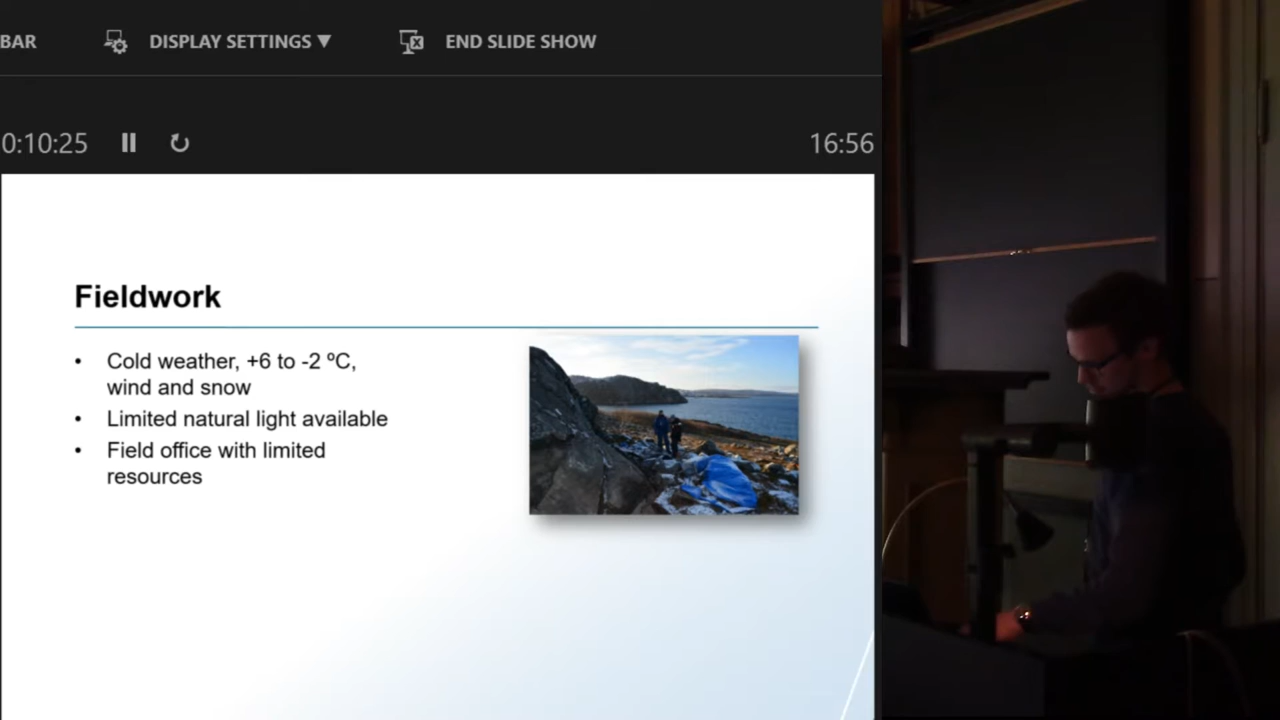 BAR
DISPLAY SETTINGS ▼
END SLIDE SHOW
0:10:25
16:56
Fieldwork
• Cold weather, +6 to -2 ºC,
wind and snow
• Limited natural light available
• Field office with limited
resources